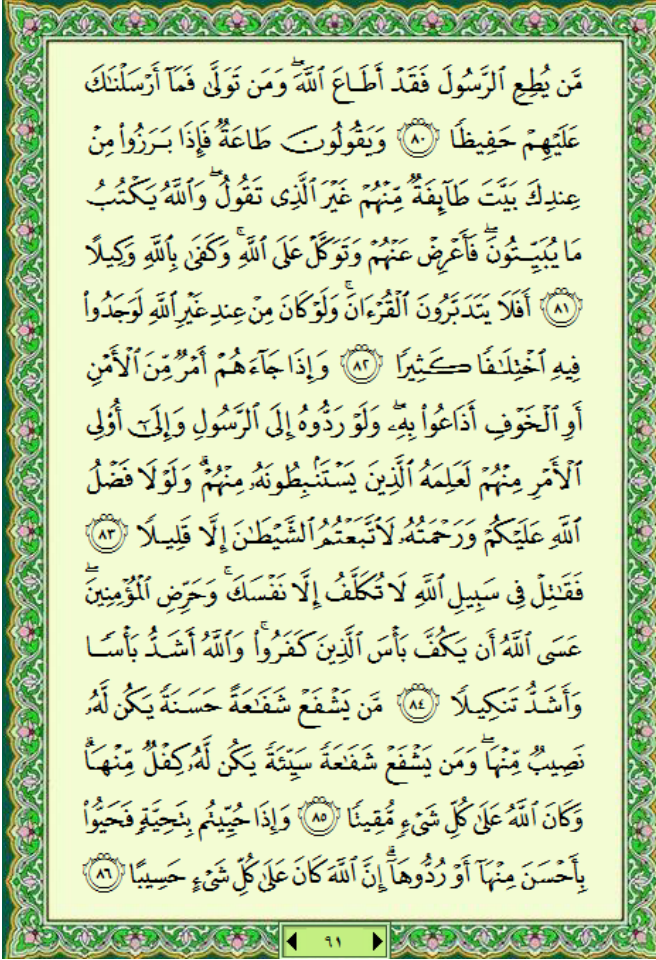 مَّن يُطِعِ ٱلرَّسُولَ فَقَدْ أَطَاعَ ٱللَّهَ ۖ وَمَن تَوَلَّىٰ فَمَآ أَرْسَلْنَٰكَ
عَلَيْهِمْ حَفِيظًا ٨٠ وَيَقُولُونَ طَاعَةٌ فَإِذَا بَرَزُوا۟ مِنْ
عِندِكَ بَيَّتَ طَآئِفَةٌ مِّنْهُمْ غَيْرَ ٱلَّذِى تَقُولُ ۖ وَٱللَّهُ يَكْتُبُ
مَا يُبَيِّتُونَ ۖ فَأَعْرِضْ عَنْهُمْ وَتَوَكَّلْ عَلَى ٱللَّهِ ۚ وَكَفَىٰ بِٱللَّهِ وَكِيلًا
٨١ أَفَلَا يَتَدَبَّرُونَ ٱلْقُرْءَانَ ۚ وَلَوْ كَانَ مِنْ عِندِ غَيْرِ ٱللَّهِ لَوَجَدُوا۟
فِيهِ ٱخْتِلَٰفًا كَثِيرًا ٨٢ وَإِذَا جَآءَهُمْ أَمْرٌ مِّنَ ٱلْأَمْنِ
أَوِ ٱلْخَوْفِ أَذَاعُوا۟ بِهِۦ ۖ وَلَوْ رَدُّوهُ إِلَى ٱلرَّسُولِ وَإِلَىٰٓ أُو۟لِى
ٱلْأَمْرِ مِنْهُمْ لَعَلِمَهُ ٱلَّذِينَ يَسْتَنۢبِطُونَهُۥ مِنْهُمْ ۗ وَلَوْلَا فَضْلُ
ٱللَّهِ عَلَيْكُمْ وَرَحْمَتُهُۥ لَٱتَّبَعْتُمُ ٱلشَّيْطَٰنَ إِلَّا قَلِيلًا ٨٣
فَقَٰتِلْ فِى سَبِيلِ ٱللَّهِ لَا تُكَلَّفُ إِلَّا نَفْسَكَ ۚ وَحَرِّضِ ٱلْمُؤْمِنِينَ ۖ
عَسَى ٱللَّهُ أَن يَكُفَّ بَأْسَ ٱلَّذِينَ كَفَرُوا۟ ۚ وَٱللَّهُ أَشَدُّ بَأْسًا
وَأَشَدُّ تَنكِيلًا ٨٤ مَّن يَشْفَعْ شَفَٰعَةً حَسَنَةً يَكُن لَّهُۥ
نَصِيبٌ مِّنْهَا ۖ وَمَن يَشْفَعْ شَفَٰعَةً سَيِّئَةً يَكُن لَّهُۥ كِفْلٌ مِّنْهَا ۗ
وَكَانَ ٱللَّهُ عَلَىٰ كُلِّ شَىْءٍ مُّقِيتًا ٨٥ وَإِذَا حُيِّيتُم بِتَحِيَّةٍ فَحَيُّوا۟
بِأَحْسَنَ مِنْهَآ أَوْ رُدُّوهَآ ۗ إِنَّ ٱللَّهَ كَانَ عَلَىٰ كُلِّ شَىْءٍ حَسِيبًا ٨٦
٩١